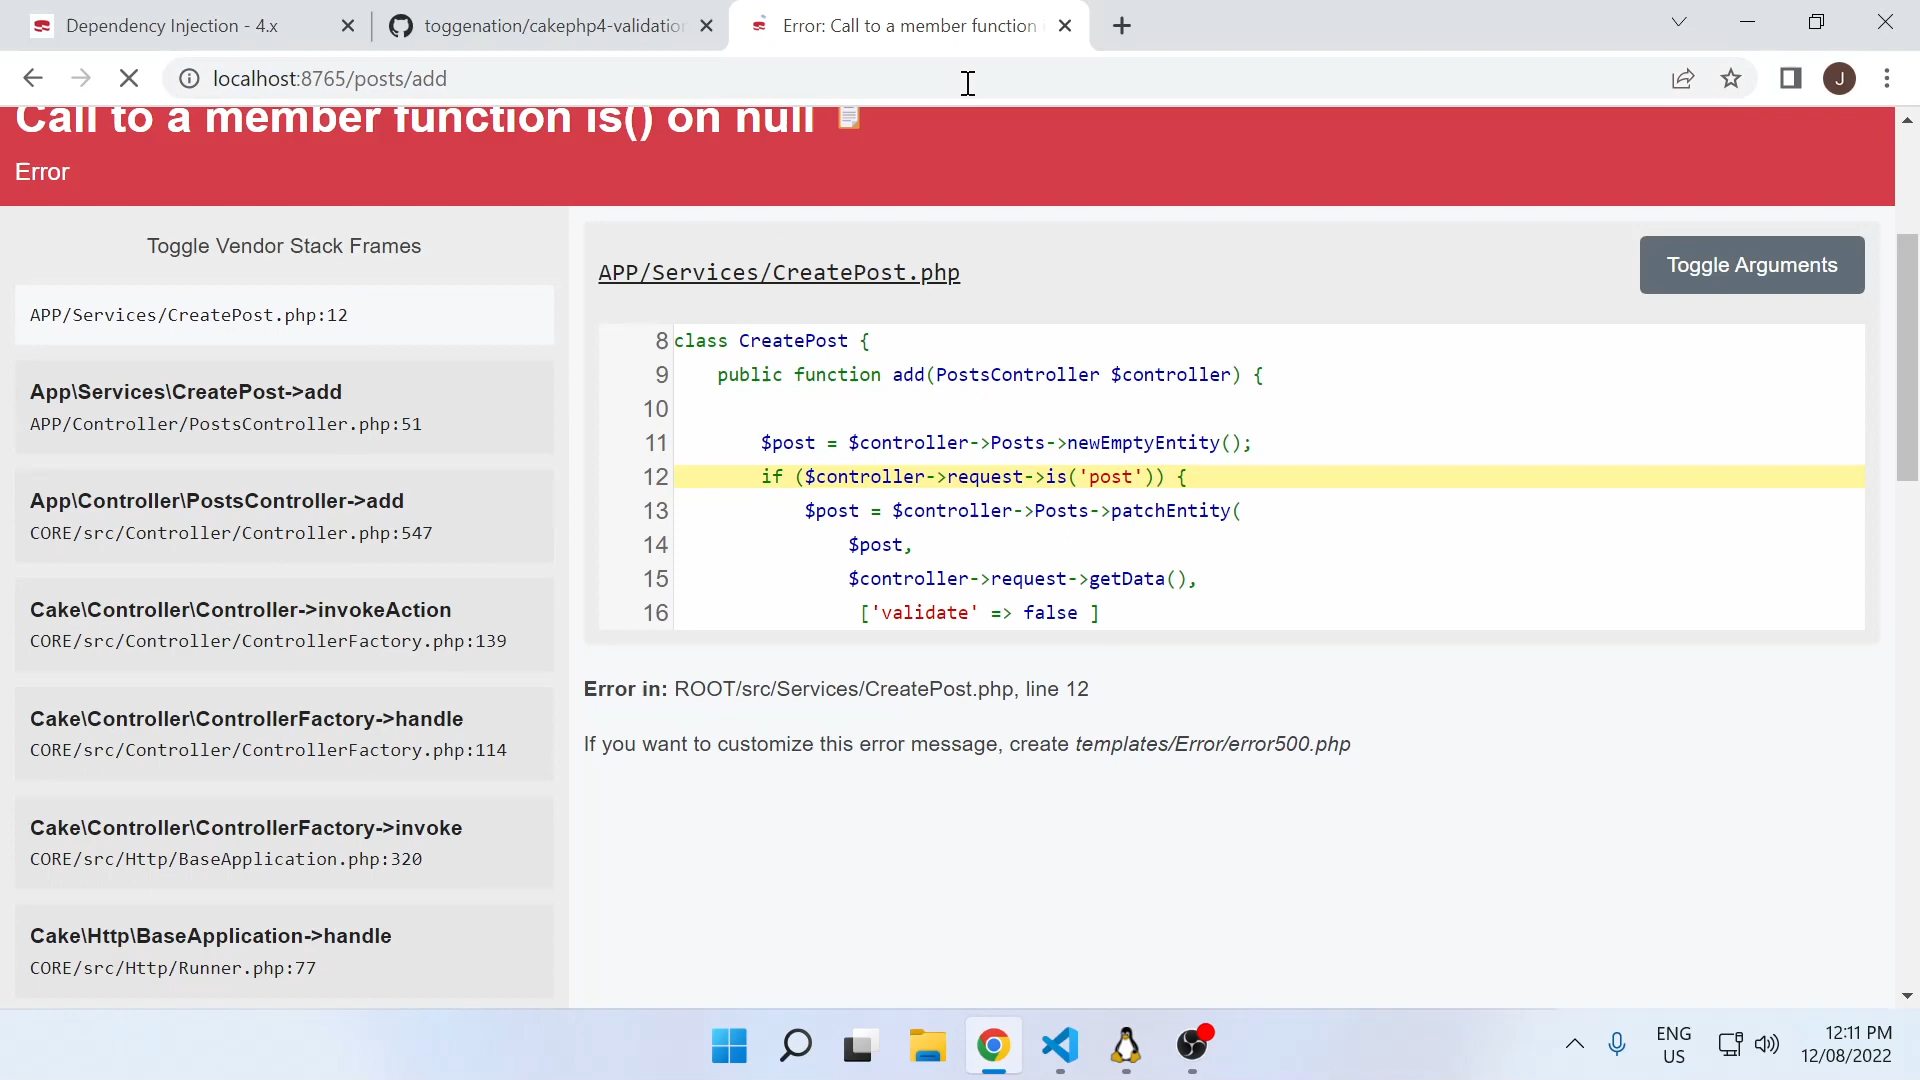 Dependency Injection - 4.x
toggenation/cakephp4-validation
Error: Call to a member function i
localhost:8765/posts/add
J
Call to a member function is() on null
Error
Toggle Vendor Stack Frames
APP/Services/CreatePost.php:12
App\Services\CreatePost->add
APP/Controller/PostsController.php:51
App\Controller\PostsController->add
CORE/src/Controller/Controller.php:547
Cake\Controller\Controller->invokeAction
CORE/src/Controller/ControllerFactory.php:139
Cake\Controller\ControllerFactory->handle
CORE/src/Controller/ControllerFactory.php:114
Cake\Controller\ControllerFactory->invoke
CORE/src/Http/BaseApplication.php:320
Cake\Http\BaseApplication->handle
CORE/src/Http/Runner.php:77
APP/Services/CreatePost.php
Toggle Arguments
8 class CreatePost {
9 public function add(PostsController $controller) {
10
11 $post = $controller->Posts->newEmptyEntity();
12 if ($controller->request->is('post')) {
13 $post = $controller->Posts->patchEntity(
14 $post,
15 $controller->request->getData(),
16 ['validate' => false ]
Error in: ROOT/src/Services/CreatePost.php, line 12
If you want to customize this error message, create templates/Error/error500.php
ENG
US
12:11 PM
12/08/2022